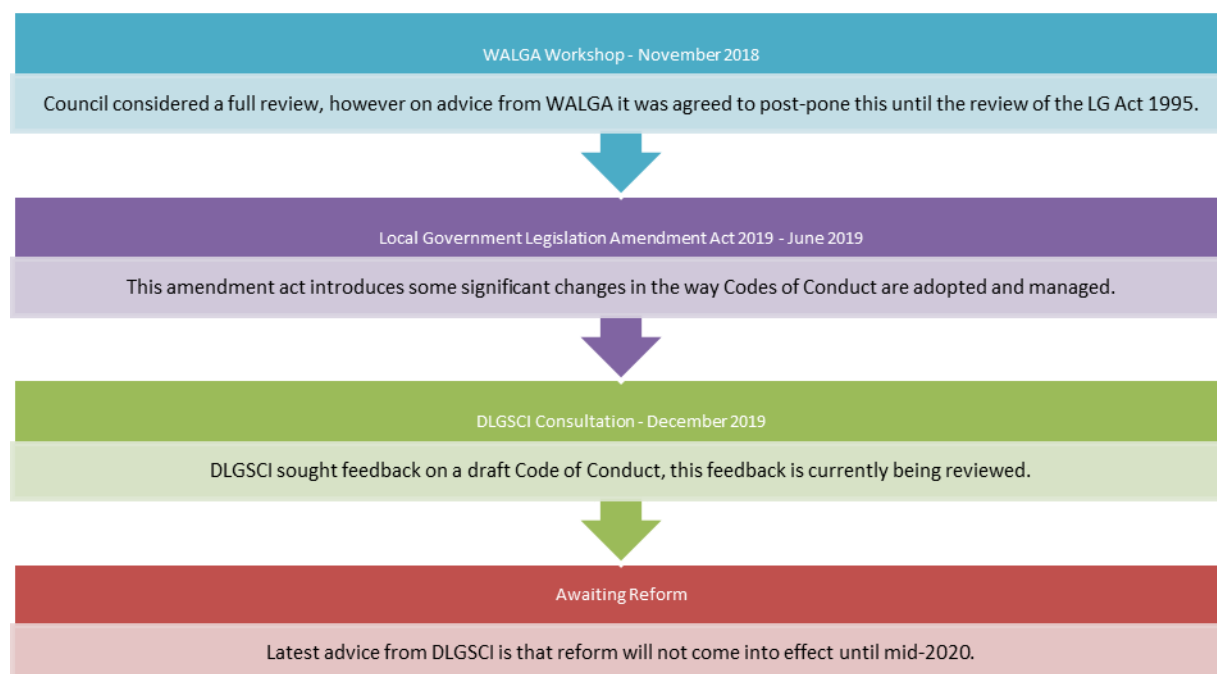 WALGA Workshop - November 2018
Council considered a full review, however on advice from WALGA it was agreed to post-pone this until the review of the LG Act 1995.
Local Government Legislation Amendment Act 2019 - June 2019
This amendment act introduces some significant changes in the way Codes of Conduct are adopted and managed.
DLGSCI Consultation - December 2019
DLGSCI sought feedback on a draft Code of Conduct, this feedback is currently being reviewed.
Awaiting Reform
Latest advice from DLGSCI is that reform will not come into effect until mid-2020.